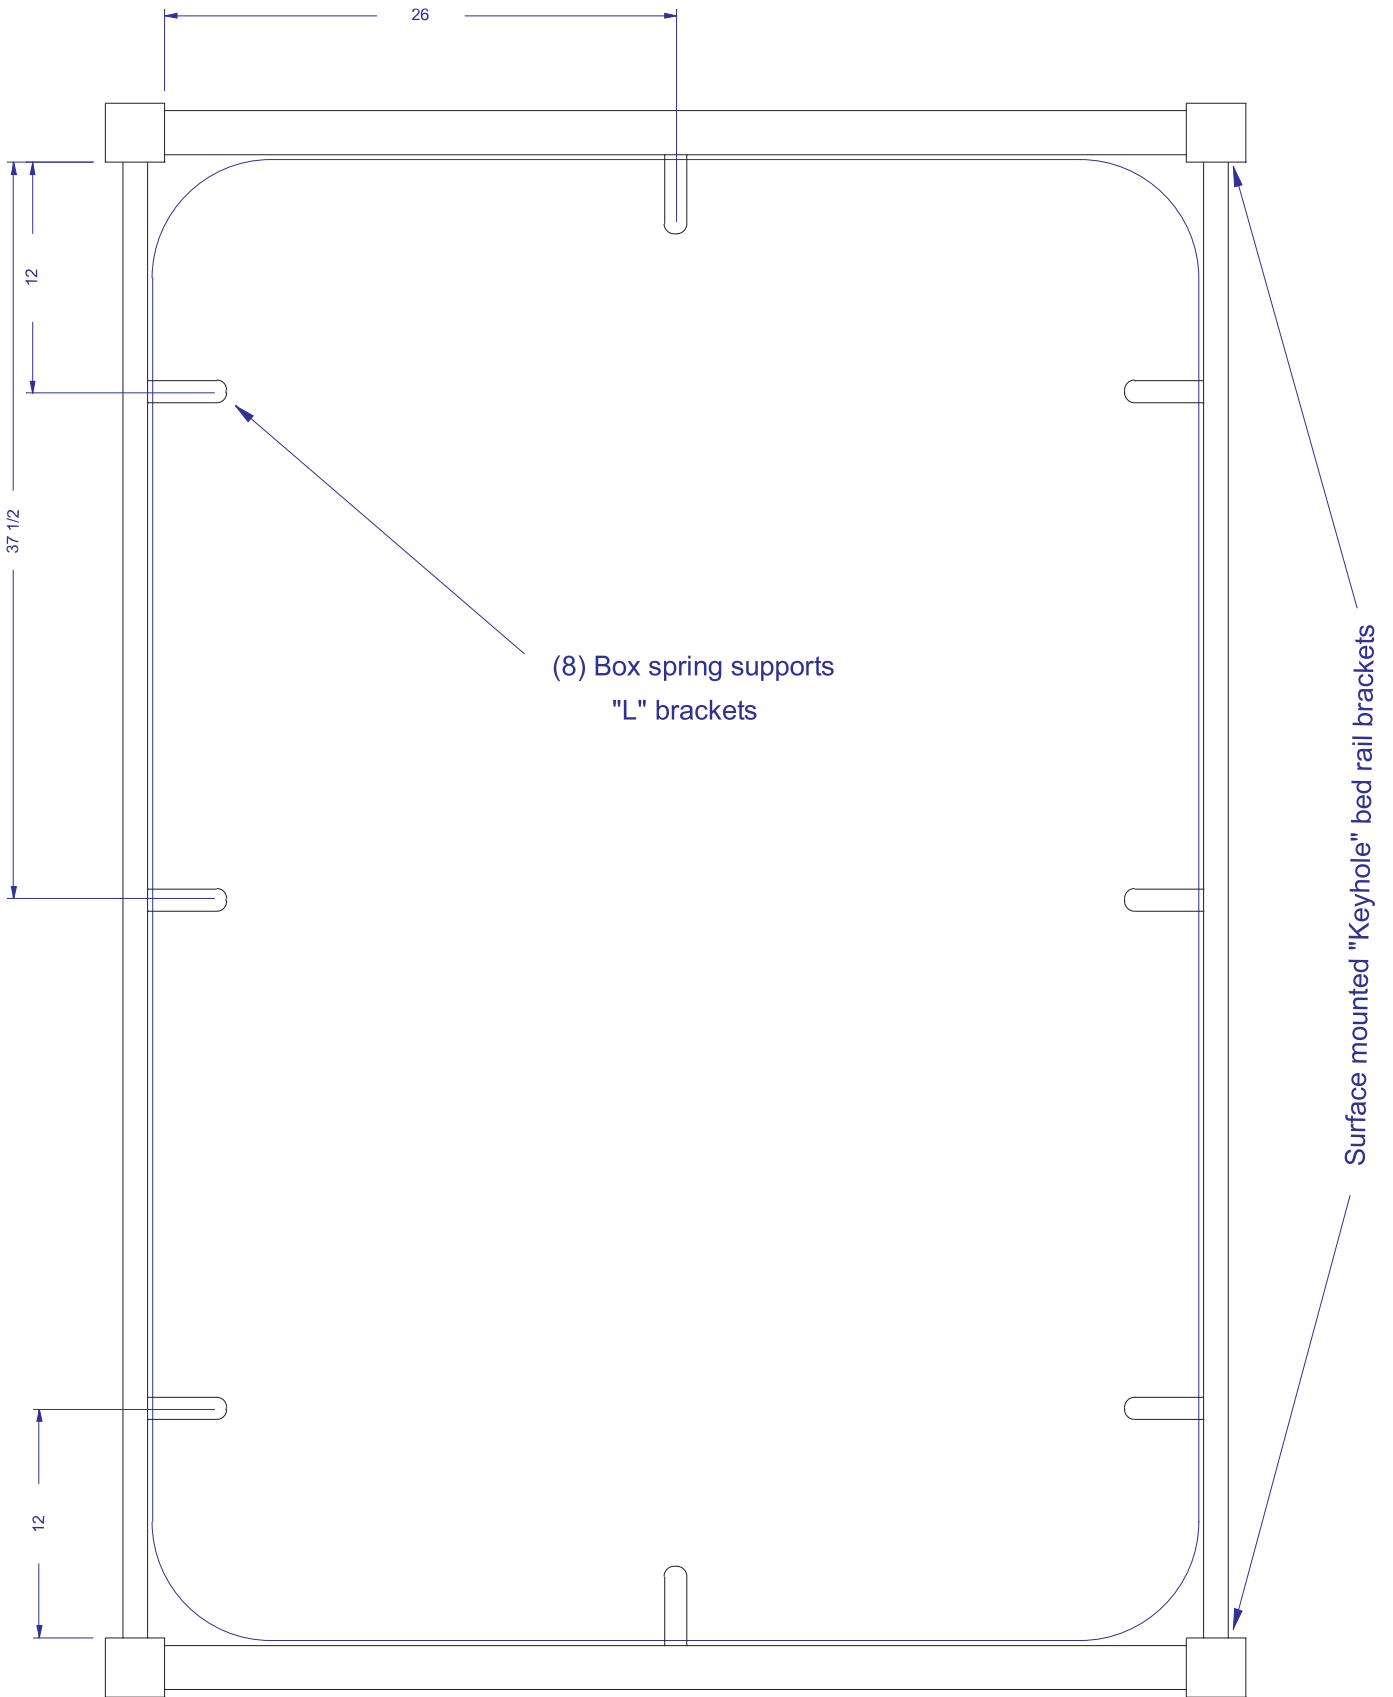 26
12
37 1/2
(8) Box spring supports
"L" brackets
Surface mounted "Keyhole" bed rail brackets
12